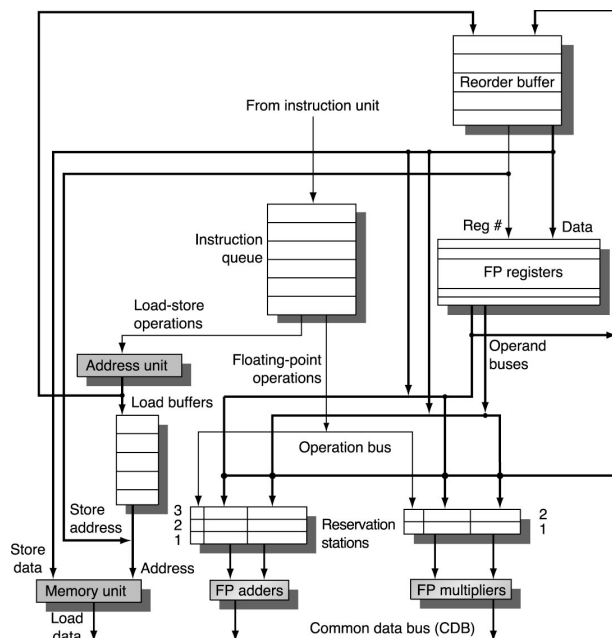 Reorder buffer
From instruction unit
Reg #
Data
Instruction
queue
FP registers
Load-store
operations
Operand
buses
Address unit
Floating-point
operations
Load buffers
Operation bus
Store
address
3
2
1
Reservation
stations
2
1
Store
data
Address
Memory unit
FP adders
FP multipliers
Load
data
Common data bus (CDB)